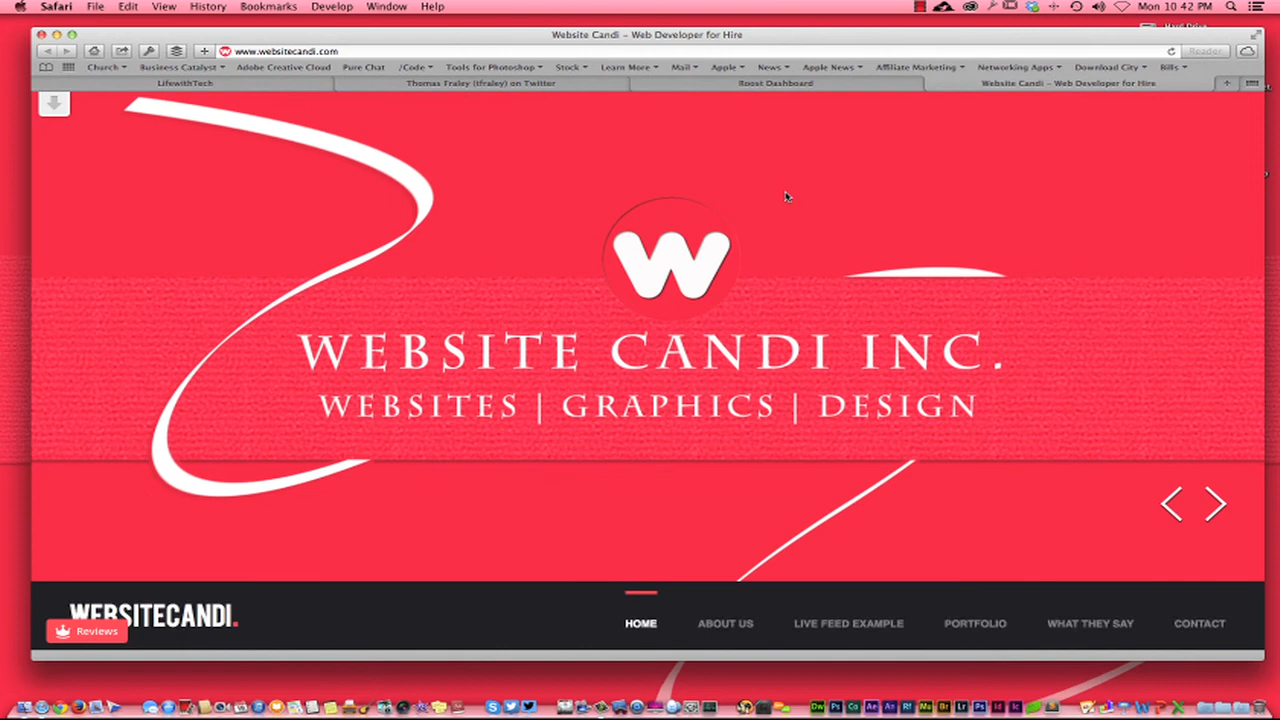 Safari File Edit View History Bookmarks Develop Window Help Mon 10:42 PM
Website Candi – Web Developer for Hire
www.websitecandi.com Reader
Church Business Catalyst Adobe Creative Cloud Pure Chat /Code Tools for Photoshop Stock Learn More Mail Apple News Apple News Affiliate Marketing Networking Apps Download City Bills
LifewithTech Thomas Fraley (tfraley) on Twitter Roost Dashboard Website Candi – Web Developer for Hire
W
WEBSITE CANDI INC.
WEBSITES | GRAPHICS | DESIGN
WEBSITECANDI.
HOME ABOUT US LIVE FEED EXAMPLE PORTFOLIO WHAT THEY SAY CONTACT
Reviews